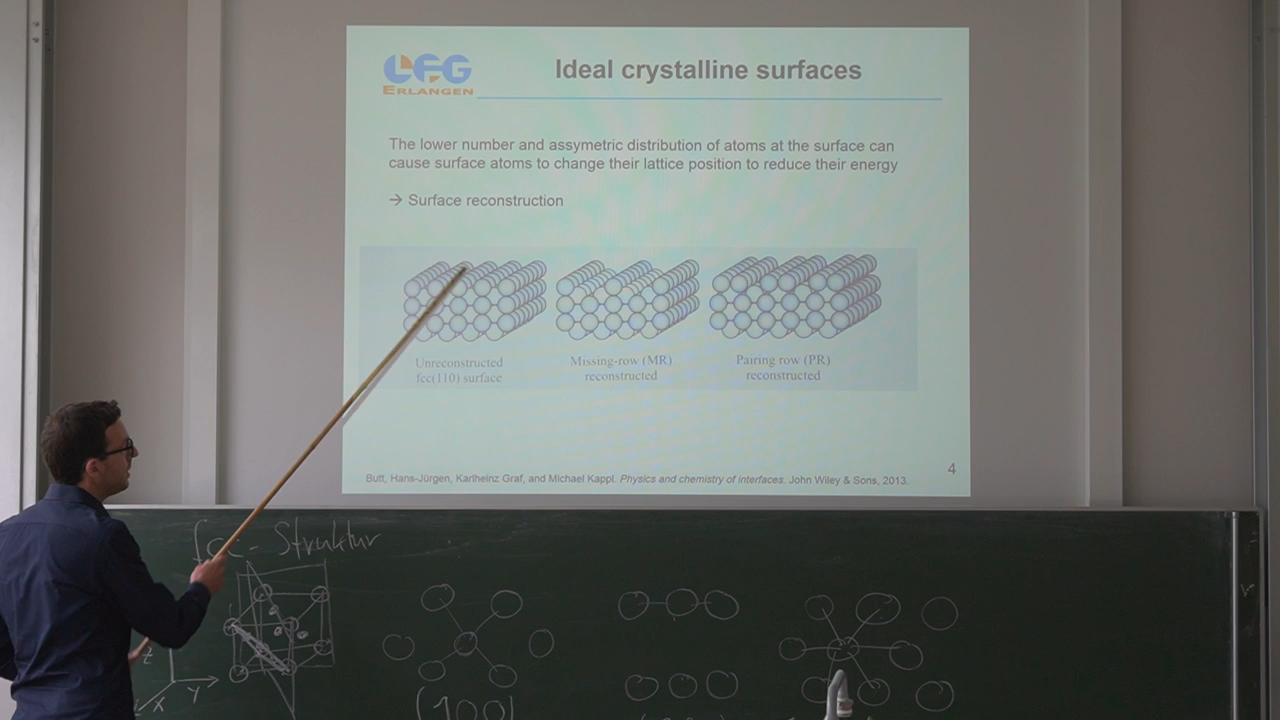 LFG
ERLANGEN
Ideal crystalline surfaces
The lower number and assymetric distribution of atoms at the surface can
cause surface atoms to change their lattice position to reduce their energy
→ Surface reconstruction
Unreconstructed
fcc(110) surface
Missing-row (MR)
reconstructed
Pairing row (PR)
reconstructed
4
Butt, Hans-Jürgen, Karlheinz Graf, and Michael Kappl. Physics and chemistry of interfaces. John Wiley & Sons, 2013.
fcc - Struktur
z
x
y
(100)